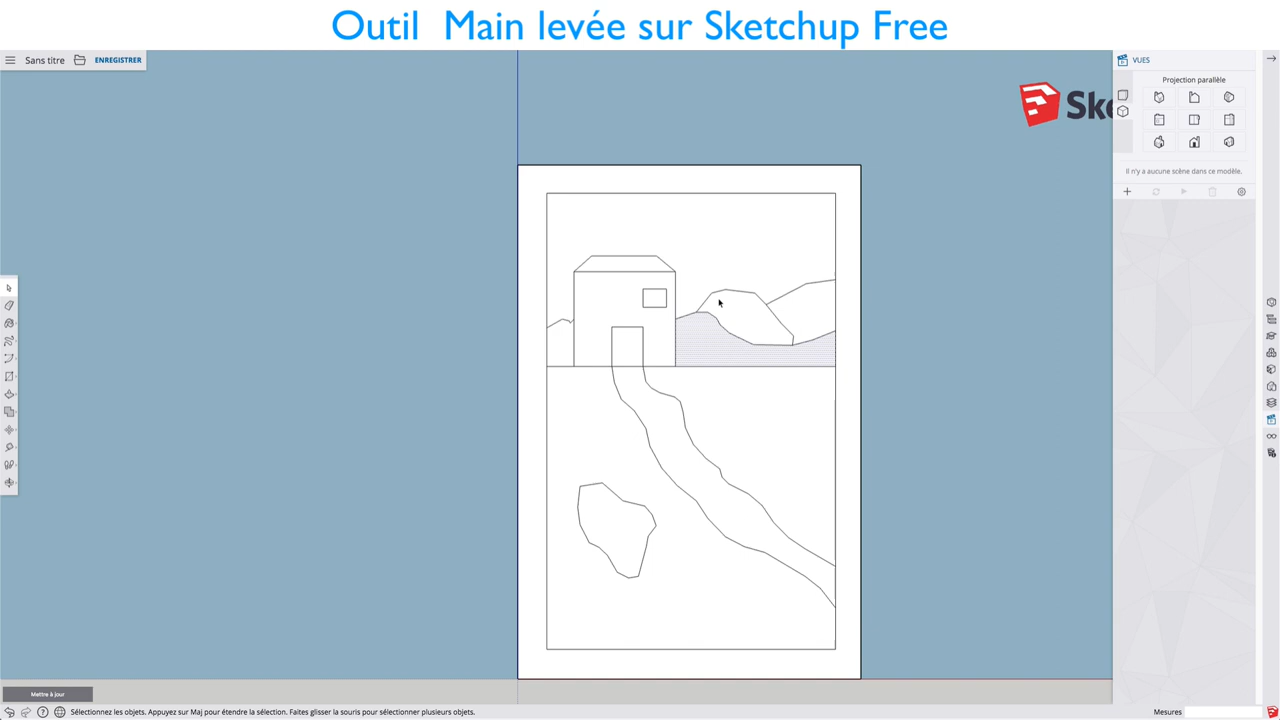 Outil Main levée sur Sketchup Free
Sans titre
ENREGISTRER
VUES
Projection parallèle
Il n'y a aucune scène dans ce modèle.
Mettre à jour
Sélectionnez les objets. Appuyez sur Maj pour étendre la sélection. Faites glisser la souris pour sélectionner plusieurs objets.
Mesures